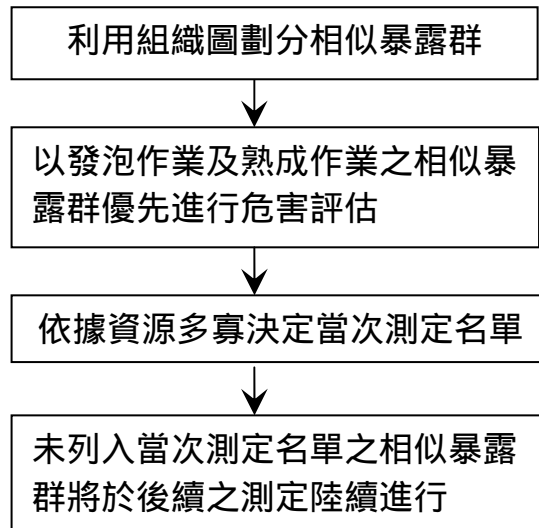 利用組織圖劃分相似暴露群
以發泡作業及熟成作業之相似暴
露群優先進行危害評估
依據資源多寡決定當次測定名單
未列入當次測定名單之相似暴露
群將於後續之測定陸續進行